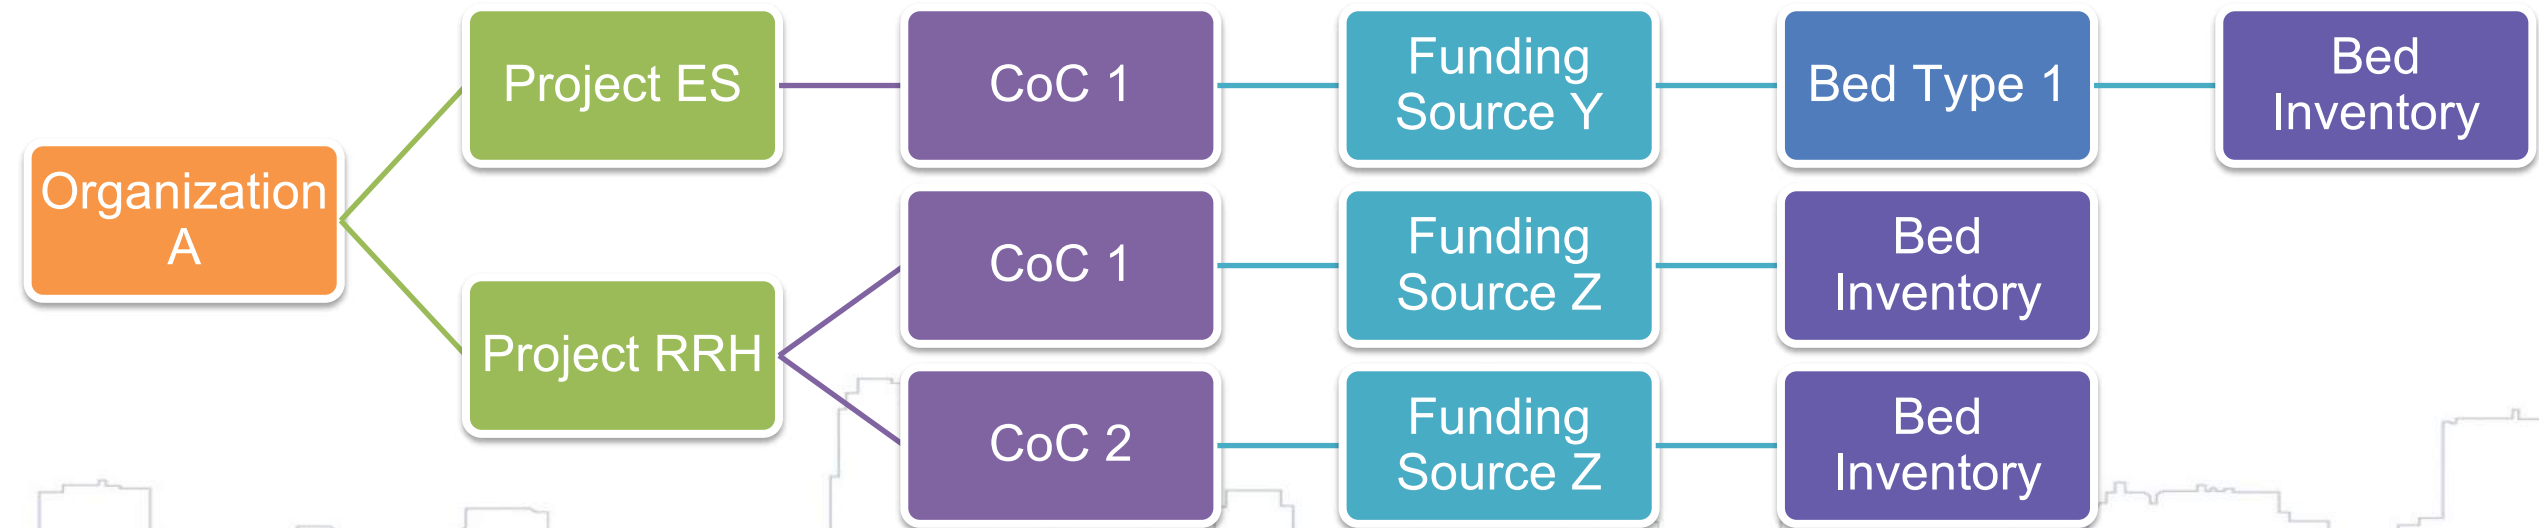 Project ES
CoC 1
Funding
Source Y
Bed Type 1
Bed
Inventory
Organization
A
CoC 1
Funding
Source Z
Bed
Inventory
Project RRH
CoC 2
Funding
Source Z
Bed
Inventory